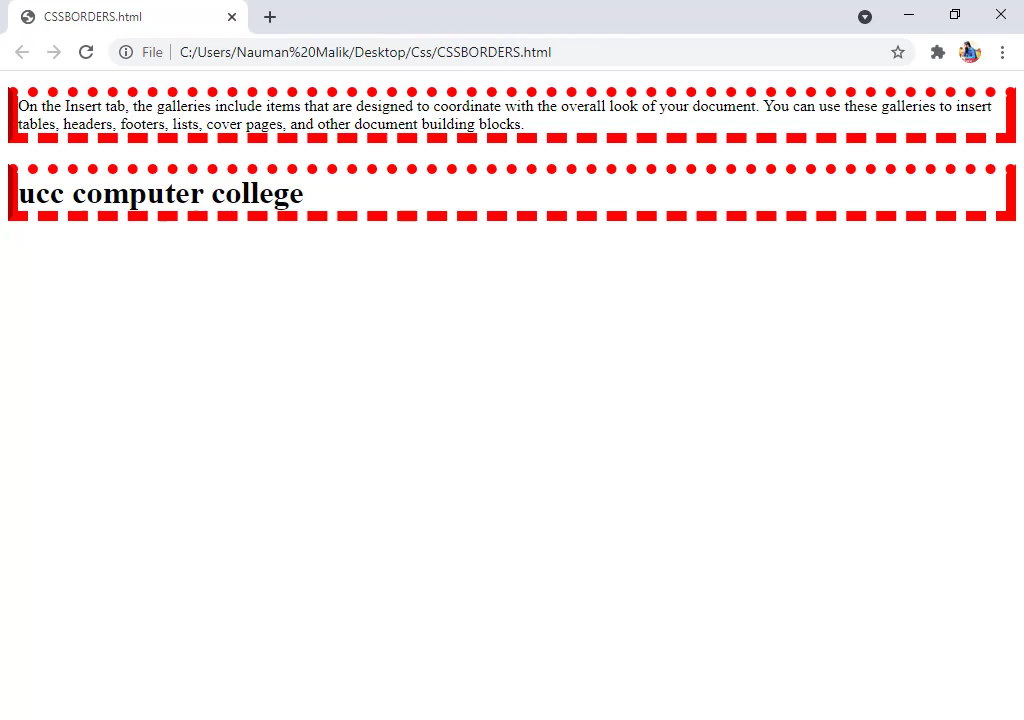 CSSBORDERS.html
File
C:/Users/Nauman%20Malik/Desktop/Css/CSSBORDERS.html
On the Insert tab, the galleries include items that are designed to coordinate with the overall look of your document. You can use these galleries to insert
tables, headers, footers, lists, cover pages, and other document building blocks.
ucc computer college